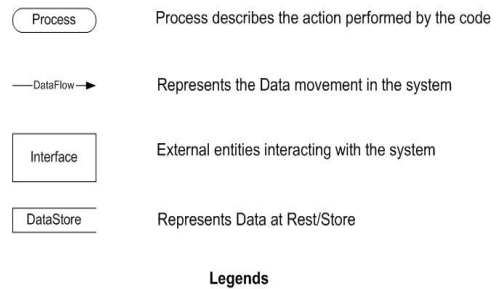 Process Process describes the action performed by the code
DataFlow Represents the Data movement in the system
Interface External entities interacting with the system
DataStore Represents Data at Rest/Store
Legends